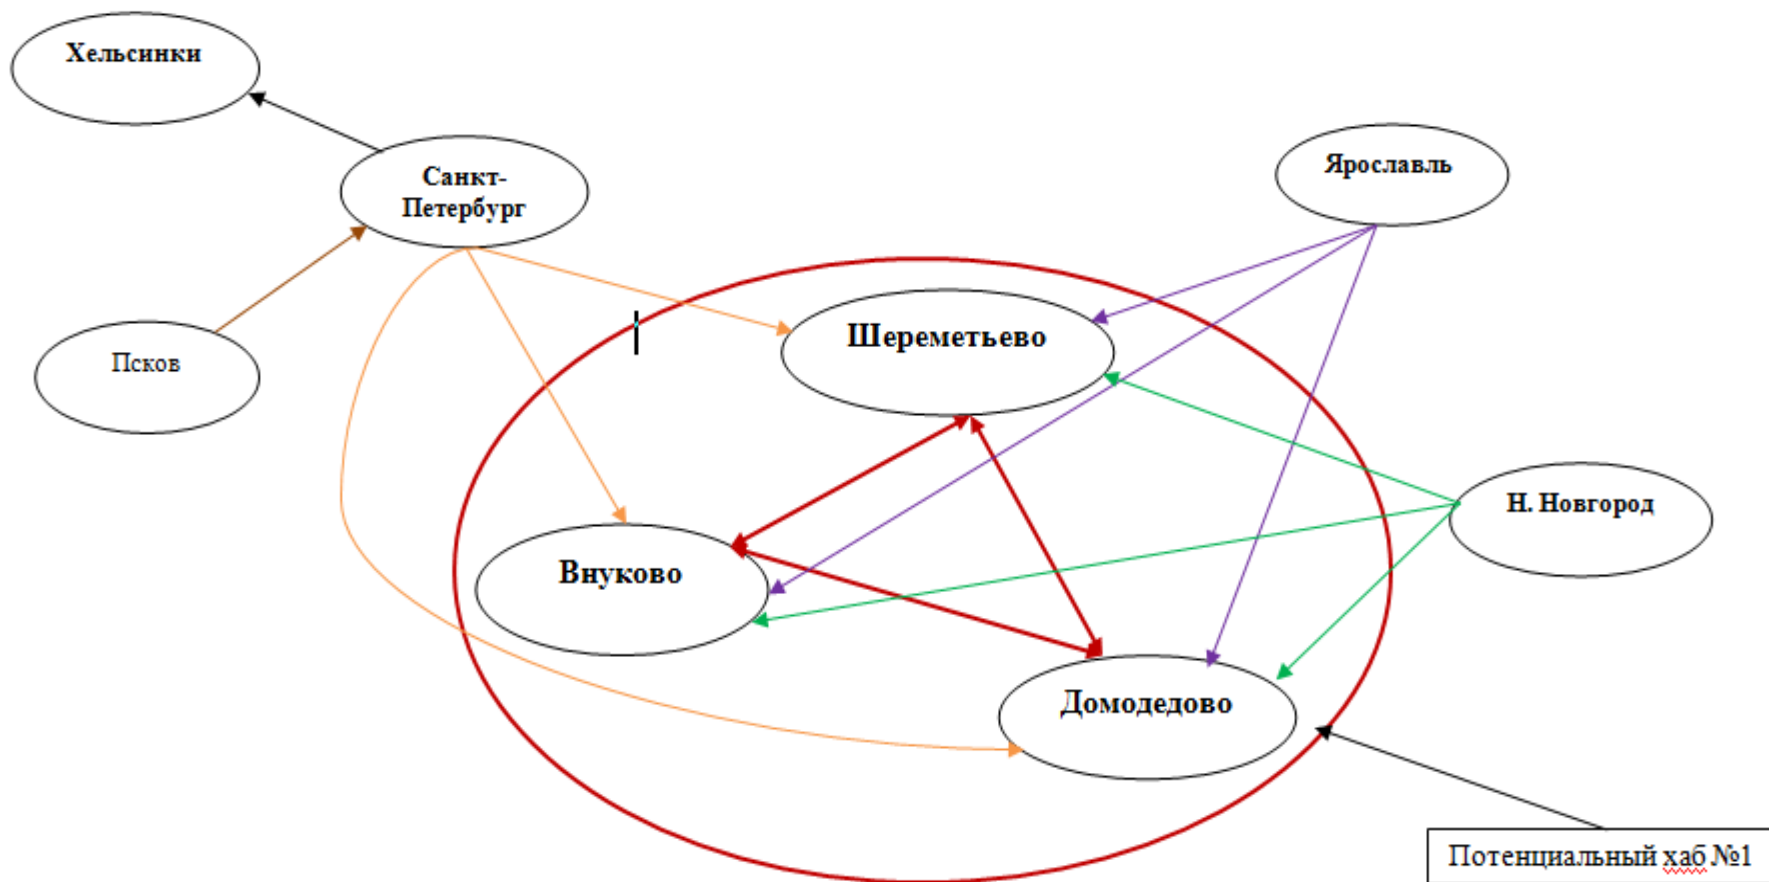 Хельсинки
Санкт-
Петербург
Ярославль
Шереметьево
Псков
Н. Новгород
Внуково
Домодедово
Потенциальный хаб №1